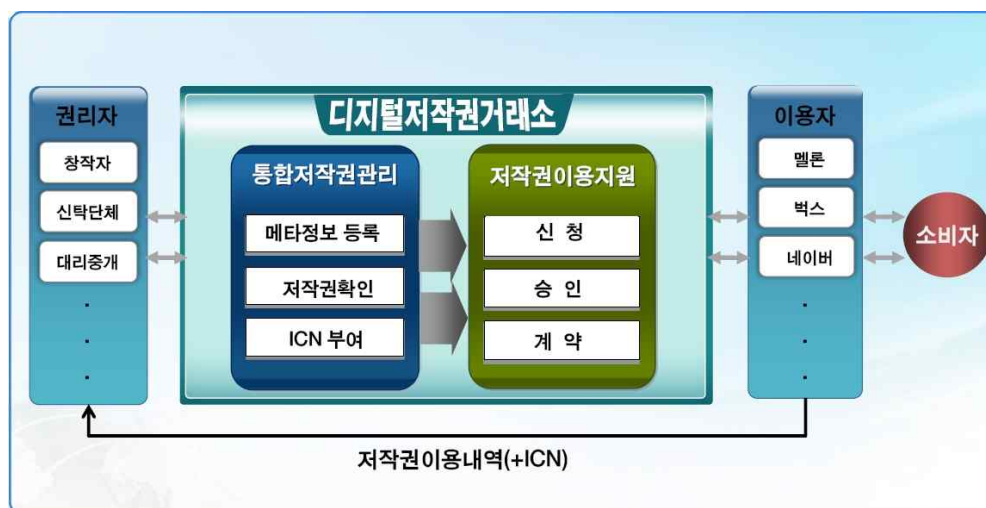 디지털저작권거래소
권리자
창작자
신탁단체
대리중개
통합저작권관리
메타정보 등록
저작권확인
ICN 부여
저작권이용지원
신 청
승 인
계 약
이용자
멜론
벅스
네이버
소비자
저작권이용내역(+ICN)